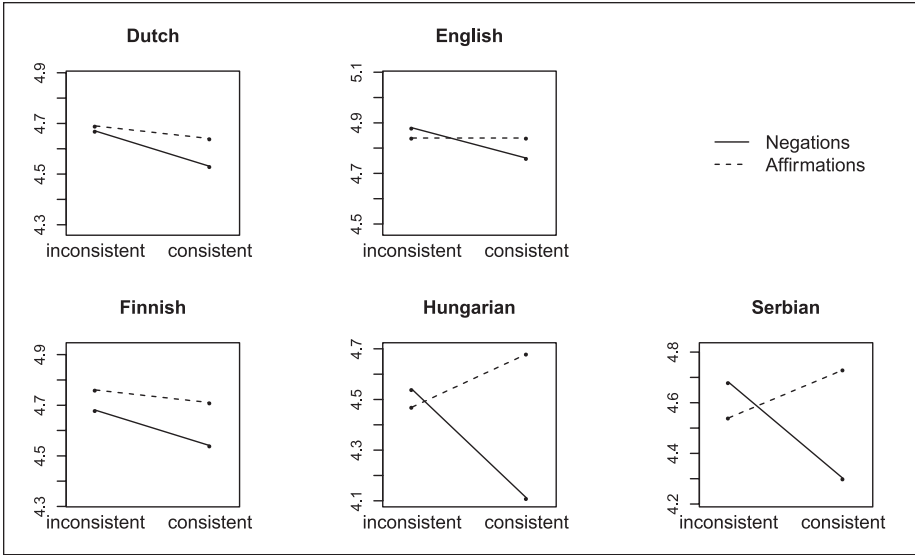 Dutch
4.9
4.7
4.5
4.3
inconsistent consistent
English
5.1
4.9
4.7
4.5
inconsistent consistent
Negations
Affirmations
Finnish
4.9
4.7
4.5
4.3
inconsistent consistent
Hungarian
4.7
4.5
4.3
4.1
inconsistent consistent
Serbian
4.8
4.6
4.4
4.2
inconsistent consistent